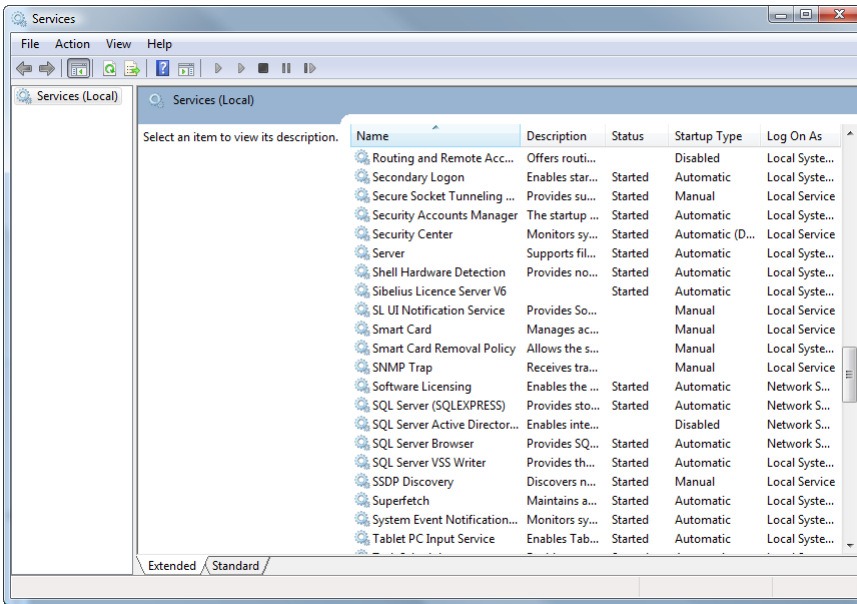 Services
File Action View Help
Services (Local)
Services (Local)
Select an item to view its description.
Name Description Status Startup Type Log On As
Routing and Remote Acc... Offers routi... Disabled Local Syste...
Secondary Logon Enables star... Started Automatic Local Syste...
Secure Socket Tunneling ... Provides su... Started Manual Local Service
Security Accounts Manager The startup ... Started Automatic Local Syste...
Security Center Monitors sy... Started Automatic (D... Local Service
Server Supports fil... Started Automatic Local Syste...
Shell Hardware Detection Provides no... Started Automatic Local Syste...
Sibelius Licence Server V6 Started Automatic Local Syste...
SL UI Notification Service Provides So... Manual Local Service
Smart Card Manages ac... Manual Local Service
Smart Card Removal Policy Allows the s... Manual Local Syste...
SNMP Trap Receives tra... Manual Local Service
Software Licensing Enables the ... Started Automatic Network S...
SQL Server (SQLEXPRESS) Provides sto... Started Automatic Network S...
SQL Server Active Director... Enables inte... Disabled Network S...
SQL Server Browser Provides SQ... Started Automatic Network S...
SQL Server VSS Writer Provides th... Started Automatic Local Syste...
SSDP Discovery Discovers n... Started Manual Local Service
Superfetch Maintains a... Started Automatic Local Syste...
System Event Notification... Monitors sy... Started Automatic Local Syste...
Tablet PC Input Service Enables Tab... Started Automatic Local Syste...
Extended Standard